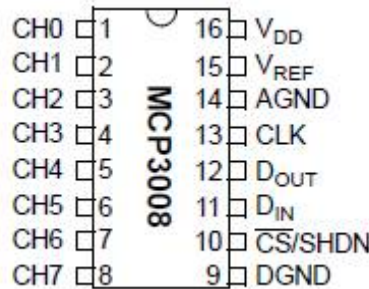 CH0 1 16 VDD
CH1 2 15 VREF
CH2 3 14 AGND
CH3 4 13 CLK
CH4 5 12 DOUT
CH5 6 11 DIN
CH6 7 10 C̅S̅/SHDN
CH7 8 9 DGND
MCP3008